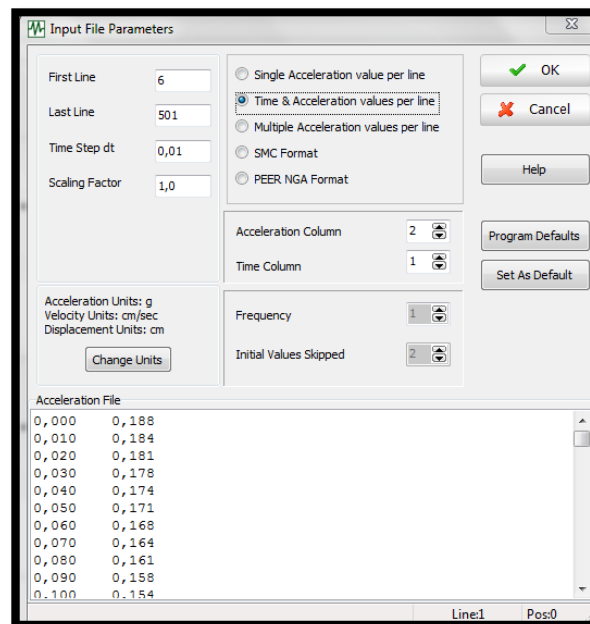 Input File Parameters
First Line 6
Last Line 501
Time Step dt 0,01
Scaling Factor 1,0
Single Acceleration value per line
Time & Acceleration values per line
Multiple Acceleration values per line
SMC Format
PEER NGA Format
OK
Cancel
Help
Program Defaults
Set As Default
Acceleration Column 2
Time Column 1
Acceleration Units: g
Velocity Units: cm/sec
Displacement Units: cm
Change Units
Frequency 1
Initial Values Skipped 2
Acceleration File
0,000 0,188
0,010 0,184
0,020 0,181
0,030 0,178
0,040 0,174
0,050 0,171
0,060 0,168
0,070 0,164
0,080 0,161
0,090 0,158
0,100 0,154
Line:1 Pos:0